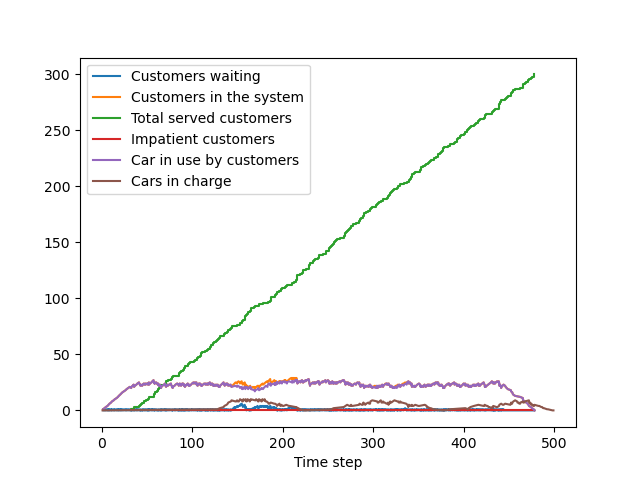 300
250
200
150
100
50
0
Customers waiting
Customers in the system
Total served customers
Impatient customers
Car in use by customers
Cars in charge
0 100 200 300 400 500
Time step